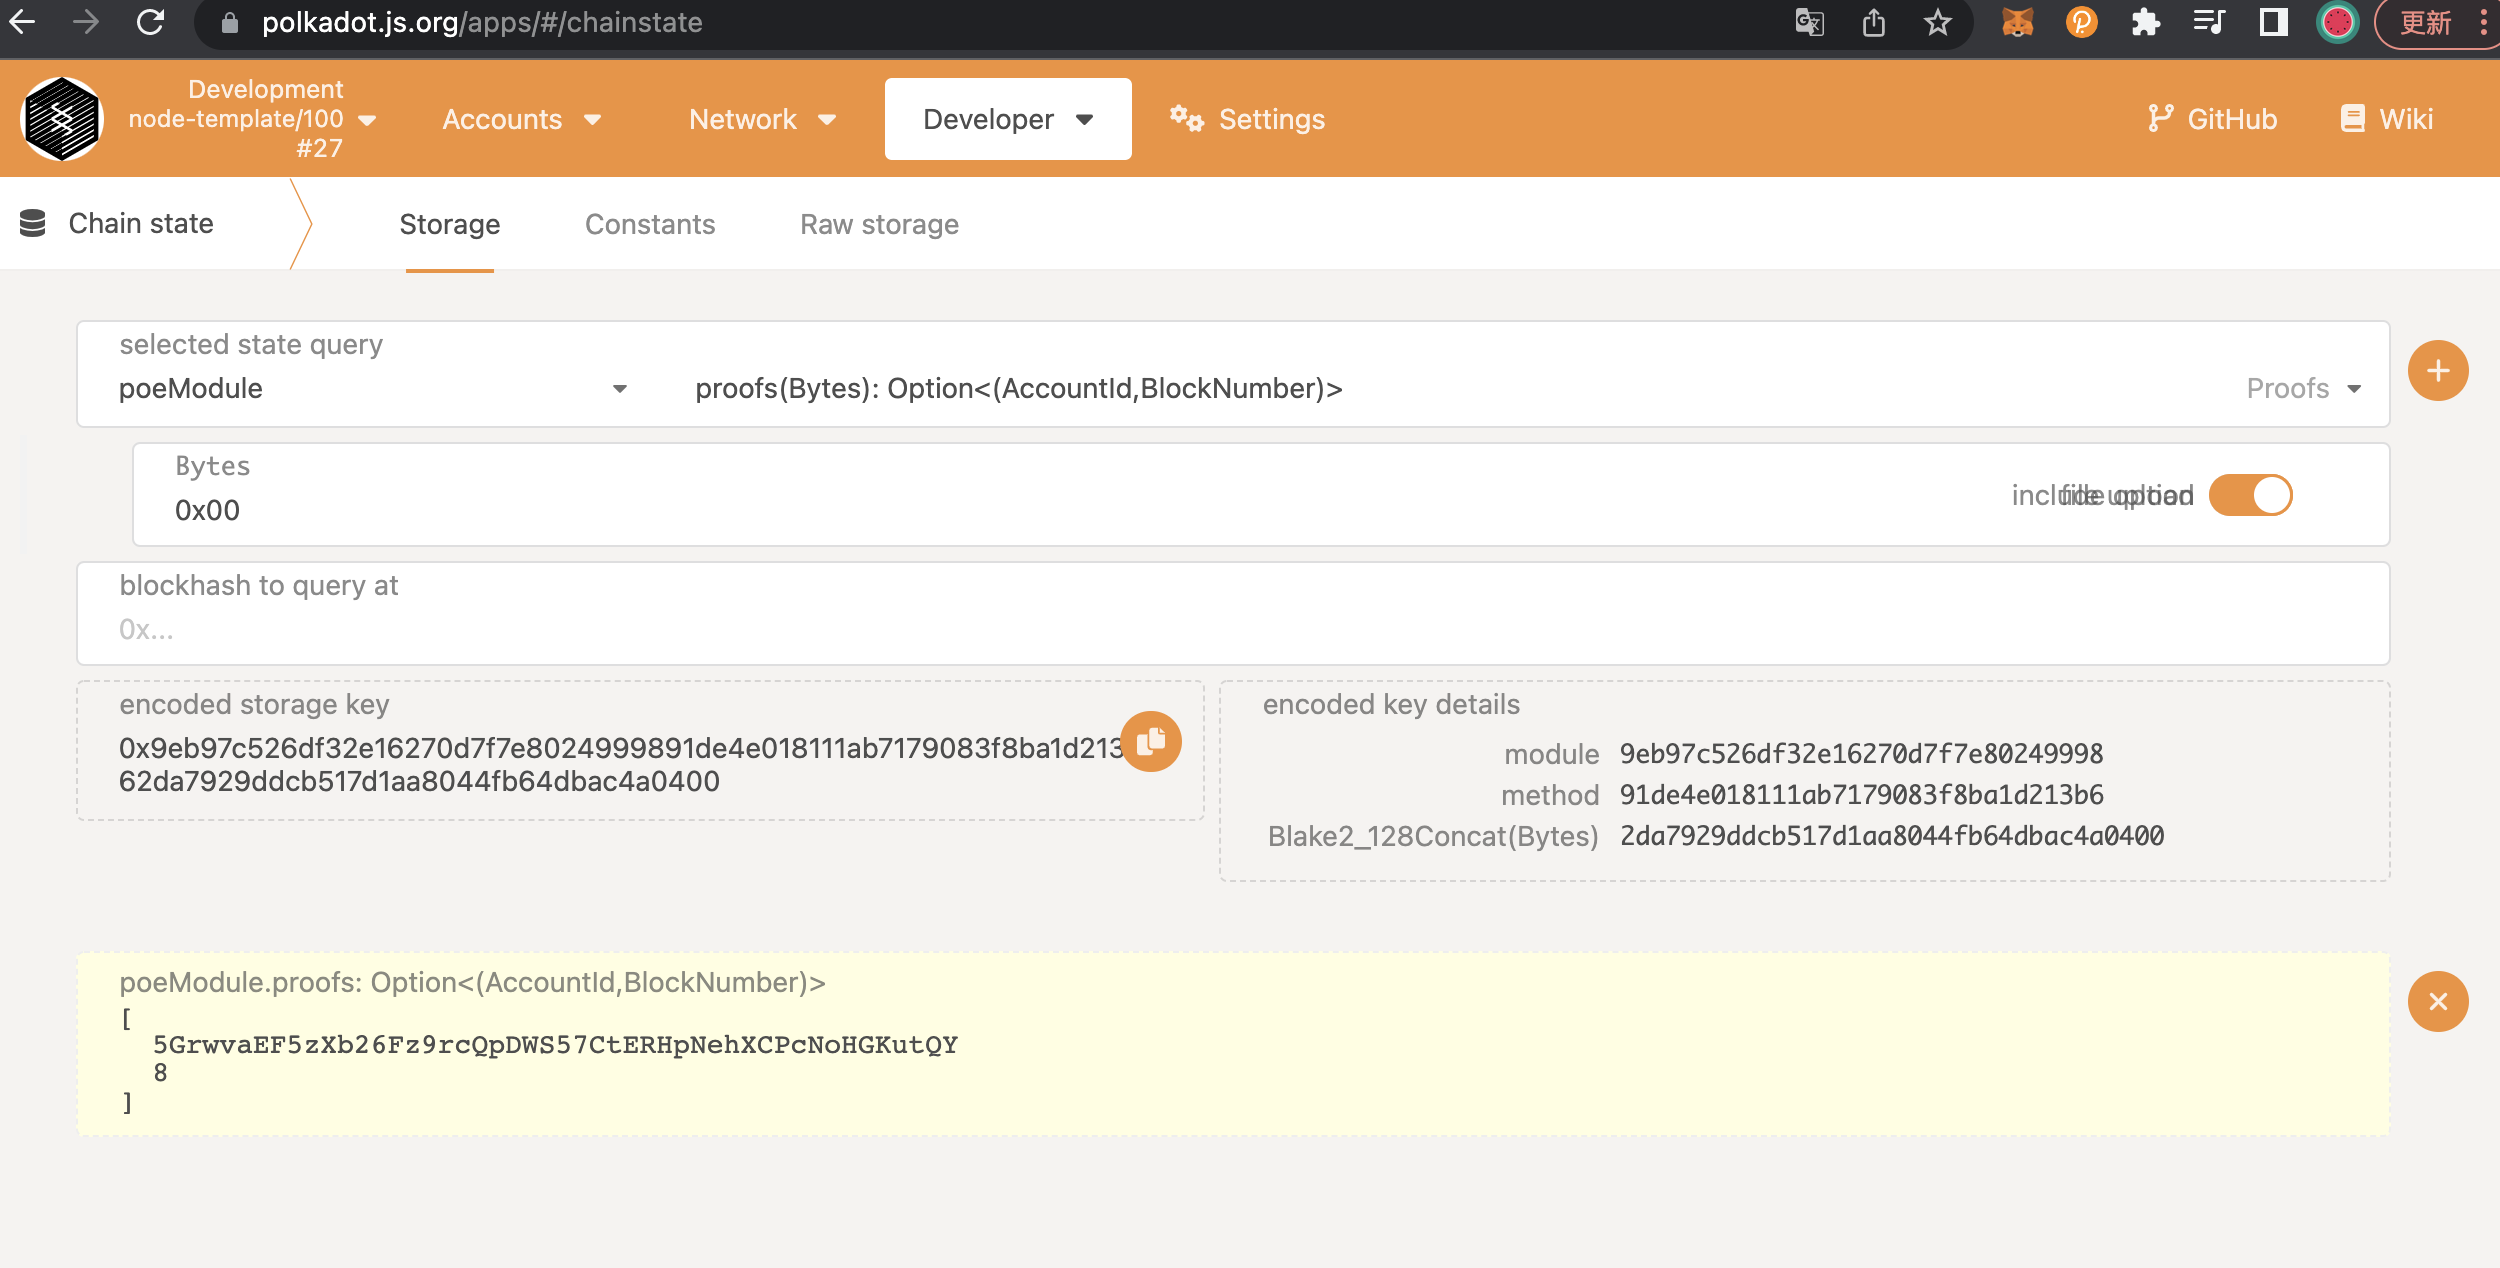 polkadot.js.org/apps/#/chainstate
更新
Development
node-template/100
#27
Accounts
Network
Developer
Settings
GitHub
Wiki
Chain state
Storage
Constants
Raw storage
selected state query
poeModule
proofs(Bytes): Option<(AccountId,BlockNumber)>
Proofs
Bytes
0x00
include option
file upload
blockhash to query at
0x...
encoded storage key
0x9eb97c526df32e16270d7f7e8024999891de4e018111ab7179083f8ba1d213
62da7929ddcb517d1aa8044fb64dbac4a0400
encoded key details
module 9eb97c526df32e16270d7f7e80249998
method 91de4e018111ab7179083f8ba1d213b6
Blake2_128Concat(Bytes) 2da7929ddcb517d1aa8044fb64dbac4a0400
poeModule.proofs: Option<(AccountId,BlockNumber)>
[
5GrwvaEF5zXb26Fz9rcQpDWS57CtERHpNehXCPcNoHGKutQY
8
]